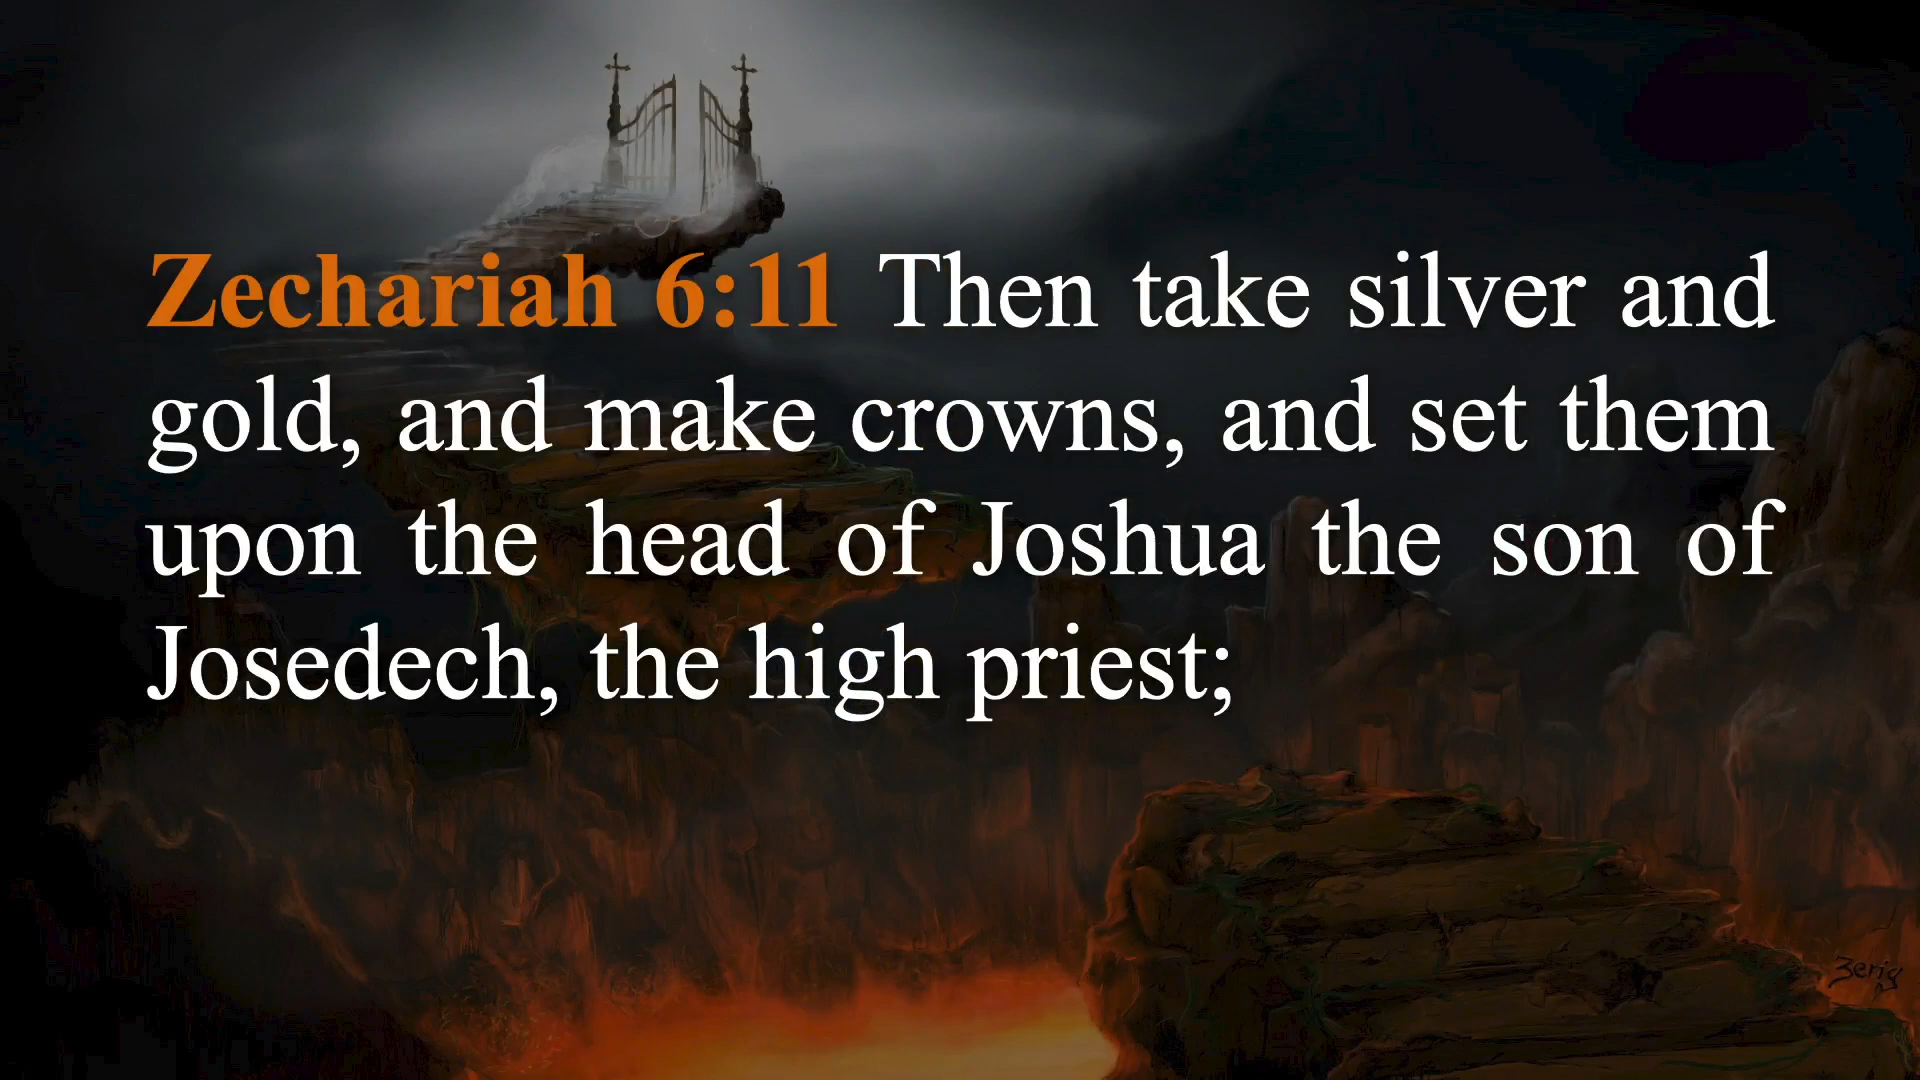 Zechariah 6:11 Then take silver and
gold, and make crowns, and set them
upon the head of Joshua the son of
Josedech, the high priest;
Zerig